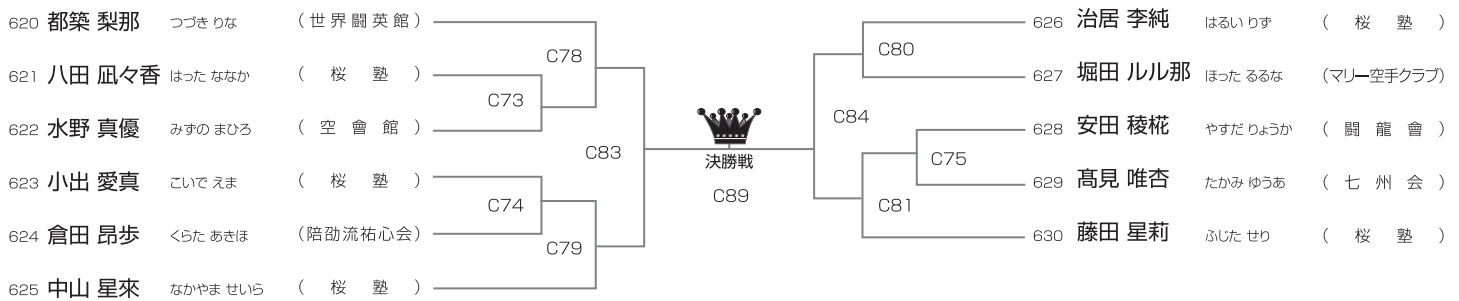 620 都築 梨那 つづき りな （世界闘英館）
621 八田 凪々香 はった ななか （桜塾）
622 水野 真優 みずの まひろ （空會館）
623 小出 愛真 こいで えま （桜塾）
624 倉田 昂歩 くらた あきほ （陪劭流祐心会）
625 中山 星來 なかやま せいら （桜塾）
C78
C73
C83
C74
C79
決勝戦
C89
C80
C84
C75
C81
626 治居 李純 はるい りず （桜塾）
627 堀田 ルル那 ほった るるな （マリー空手クラブ）
628 安田 稜椛 やすだ りょうか （闘龍會）
629 髙見 唯杏 たかみ ゆうあ （七州会）
630 藤田 星莉 ふじた せり （桜塾）